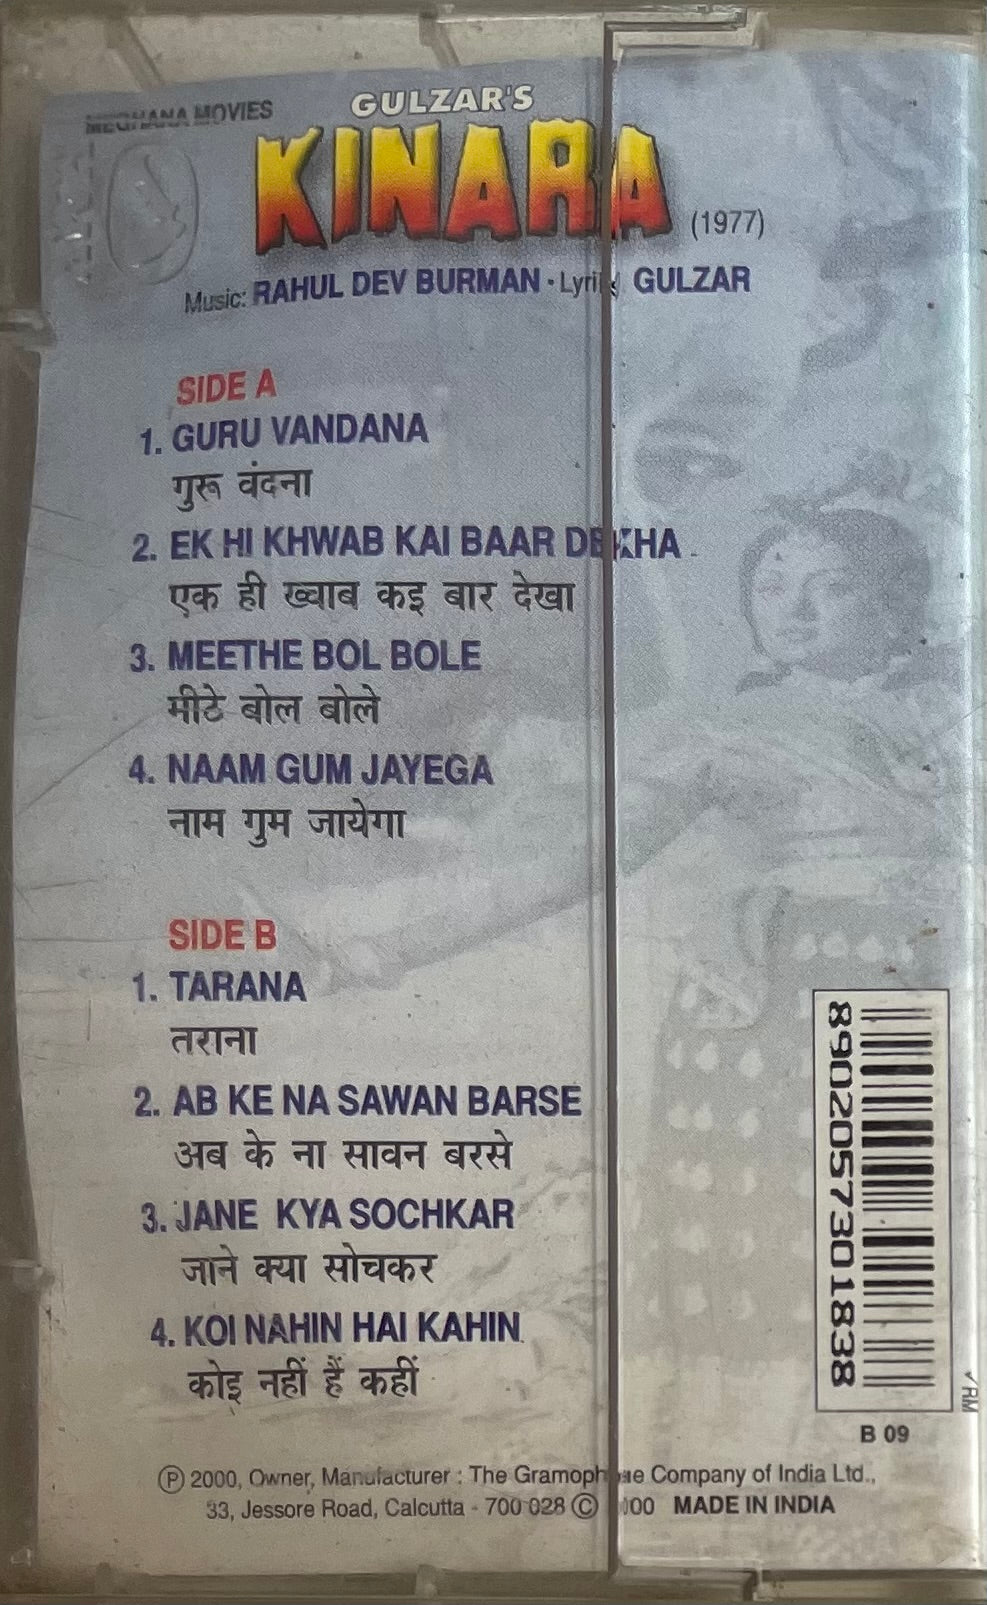 MEGHANA MOVIES
GULZAR'S
KINARA
(1977)
Music: RAHUL DEV BURMAN • Lyri GULZAR
SIDE A
1. GURU VANDANA
गुरू वंदना
2. EK HI KHWAB KAI BAAR DEKHA
एक ही ख्वाब कइ बार देखा
3. MEETHE BOL BOLE
मीठे बोल बोले
4. NAAM GUM JAYEGA
नाम गुम जायेगा
SIDE B
1. TARANA
तराना
2. AB KE NA SAWAN BARSE
अब के ना सावन बरसे
3. JANE KYA SOCHKAR
जाने क्या सोचकर
4. KOI NAHIN HAI KAHIN
कोइ नहीं हैं कहीं
8902057301838
✓RM
B 09
Ⓟ 2000, Owner, Manufacturer : The Gramophone Company of India Ltd.,
33, Jessore Road, Calcutta - 700 028 © 2000 MADE IN INDIA